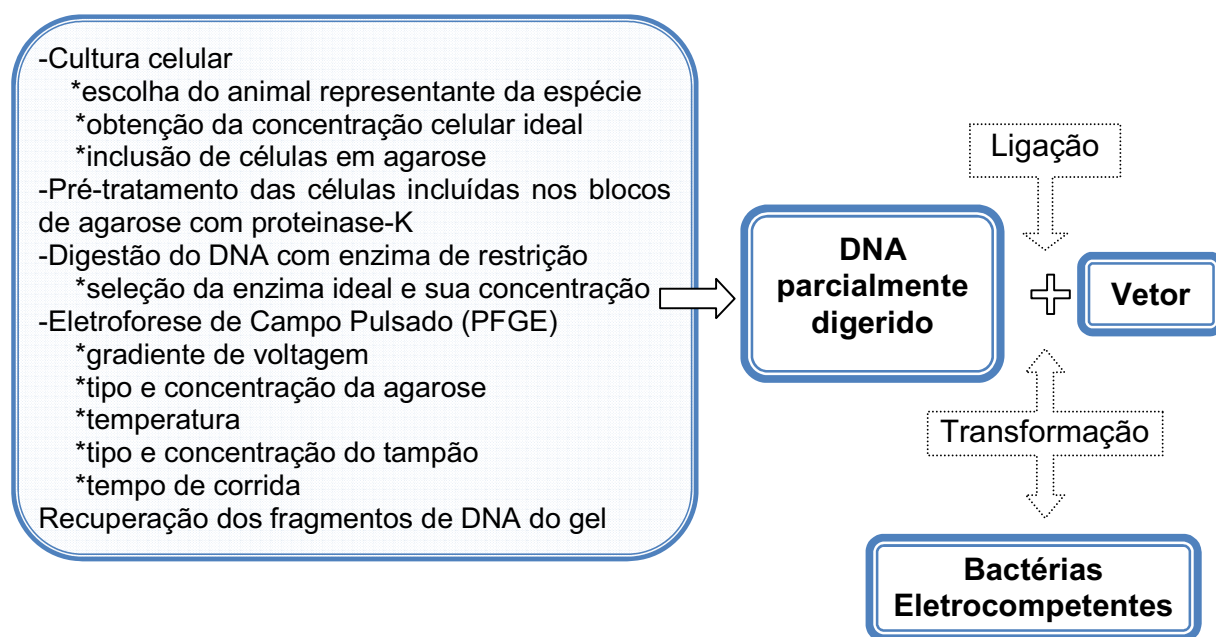 -Cultura celular
*escolha do animal representante da espécie
*obtenção da concentração celular ideal
*inclusão de células em agarose
-Pré-tratamento das células incluídas nos blocos
de agarose com proteinase-K
-Digestão do DNA com enzima de restrição
*seleção da enzima ideal e sua concentração
-Eletroforese de Campo Pulsado (PFGE)
*gradiente de voltagem
*tipo e concentração da agarose
*temperatura
*tipo e concentração do tampão
*tempo de corrida
Recuperação dos fragmentos de DNA do gel
DNA
parcialmente
digerido
Ligação
Vetor
Transformação
Bactérias
Eletrocompetentes